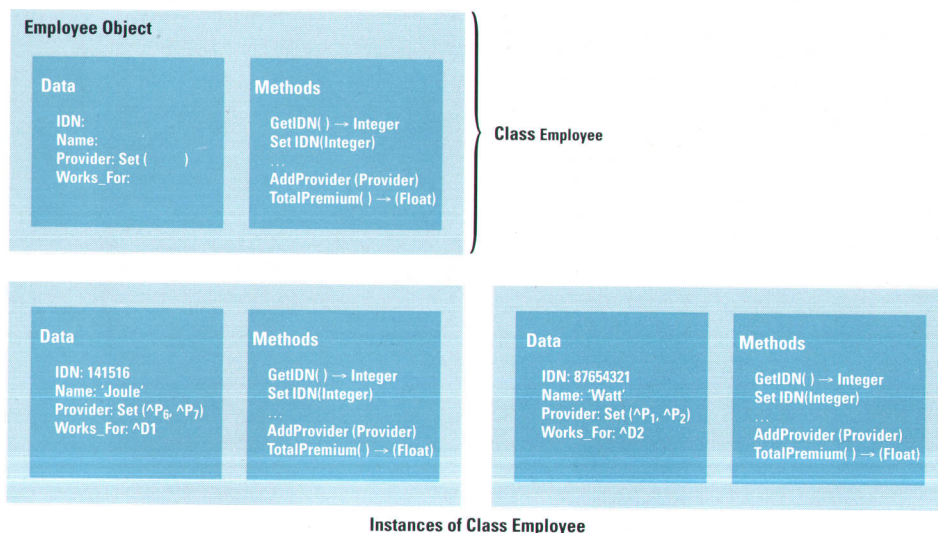 Employee Object
Data
IDN:
Name:
Provider: Set ( )
Works_For:
Methods
GetIDN( ) → Integer
Set IDN(Integer)
...
AddProvider (Provider)
TotalPremium( ) → (Float)
Class Employee
Data
IDN: 141516
Name: 'Joule'
Provider: Set (^P₆, ^P₇)
Works_For: ^D1
Methods
GetIDN( ) → Integer
Set IDN(Integer)
...
AddProvider (Provider)
TotalPremium( ) → (Float)
Data
IDN: 87654321
Name: 'Watt'
Provider: Set (^P₁, ^P₂)
Works_For: ^D2
Methods
GetIDN( ) → Integer
Set IDN(Integer)
...
AddProvider (Provider)
TotalPremium( ) → (Float)
Instances of Class Employee